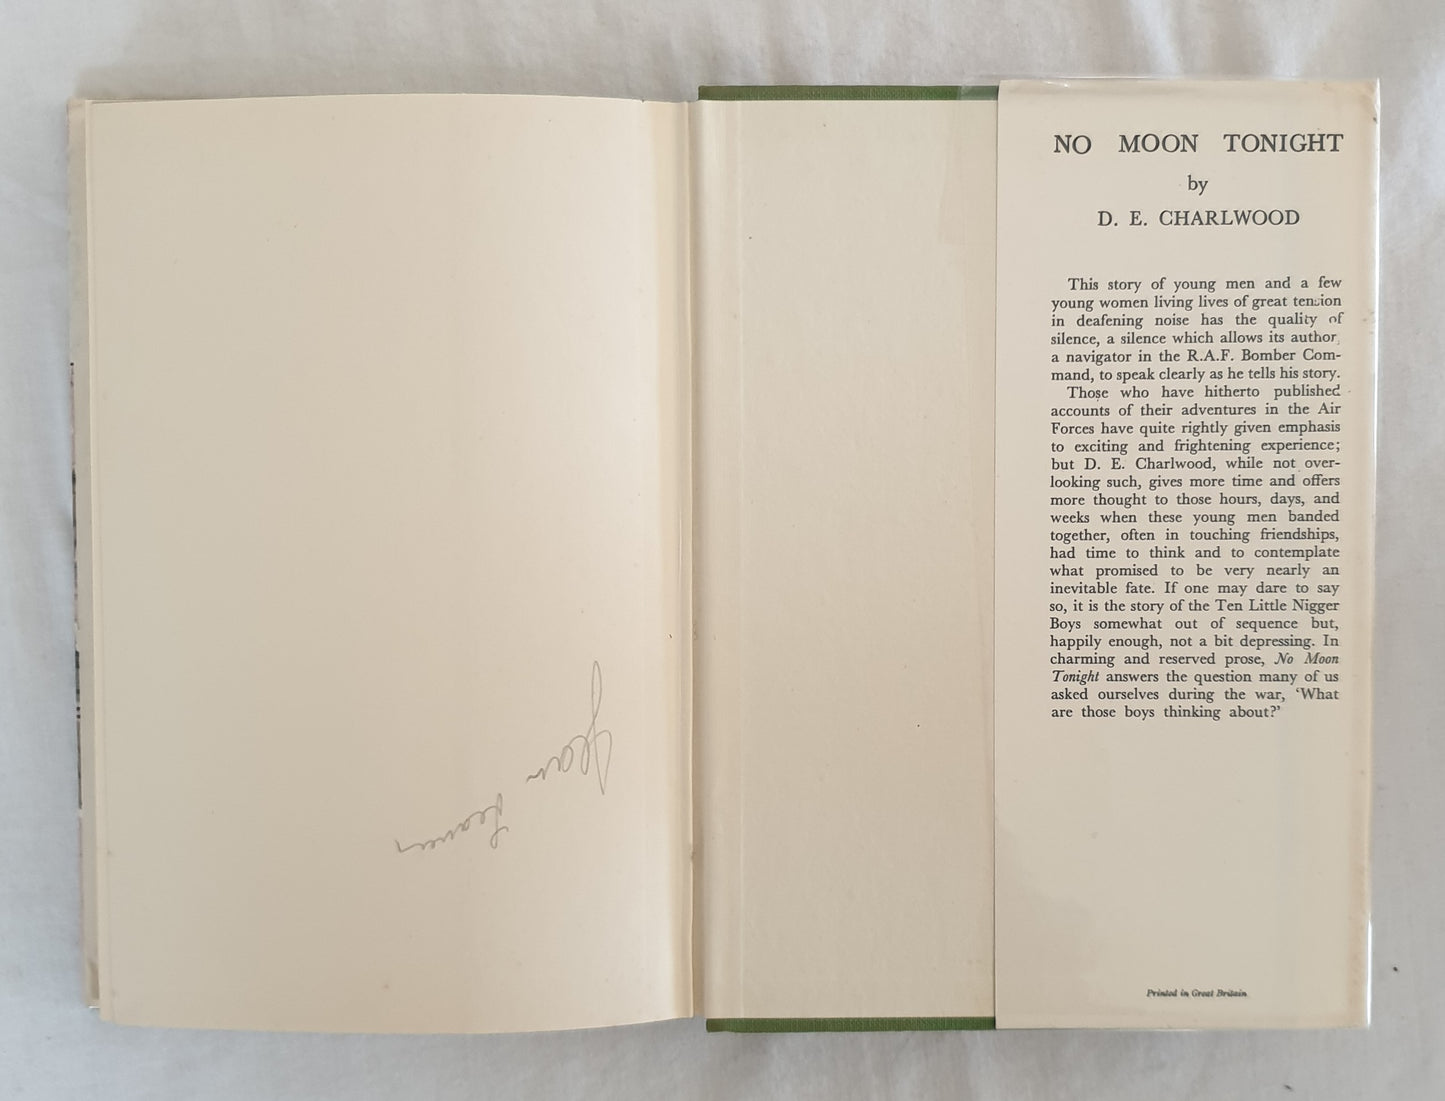 Jean
NO MOON TONIGHT
by
D. E. CHARLWOOD
This story of young men and a few
young women living lives of great tension
in deafening noise has the quality of
silence, a silence which allows its author,
a navigator in the R.A.F. Bomber Com-
mand, to speak clearly as he tells his story.
Those who have hitherto published
accounts of their adventures in the Air
Forces have quite rightly given emphasis
to exciting and frightening experience;
but D. E. Charlwood, while not over-
looking such, gives more time and offers
more thought to those hours, days, and
weeks when these young men banded
together, often in touching friendships,
had time to think and to contemplate
what promised to be very nearly an
inevitable fate. If one may dare to say
so, it is the story of the Ten Little Nigger
Boys somewhat out of sequence but,
happily enough, not a bit depressing. In
charming and reserved prose, No Moon
Tonight answers the question many of us
asked ourselves during the war, ‘What
are those boys thinking about?’
Printed in Great Britain